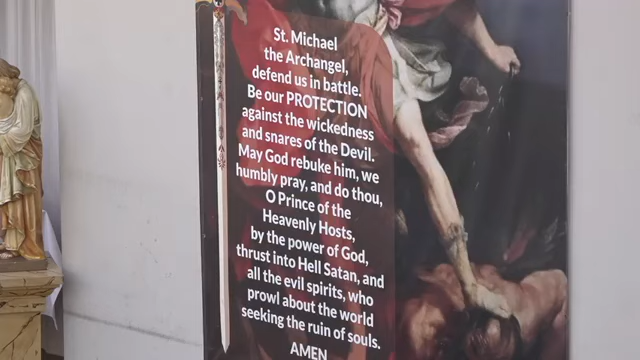 St. Michael
the Archangel,
defend us in battle.
Be our PROTECTION
against the wickedness
and snares of the Devil.
May God rebuke him, we
humbly pray, and do thou,
O Prince of the
Heavenly Hosts,
by the power of God,
thrust into Hell Satan, and
all the evil spirits, who
prowl about the world
seeking the ruin of souls.
AMEN